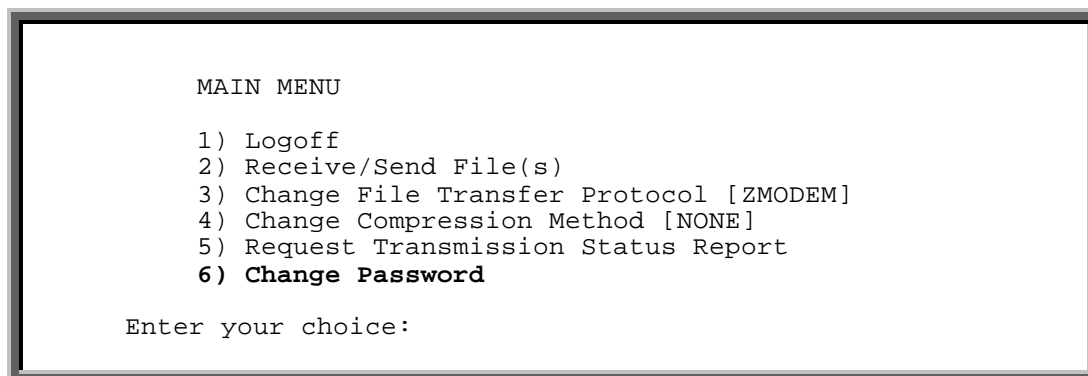 MAIN MENU
1) Logoff
2) Receive/Send File(s)
3) Change File Transfer Protocol [ZMODEM]
4) Change Compression Method [NONE]
5) Request Transmission Status Report
6) Change Password
Enter your choice: